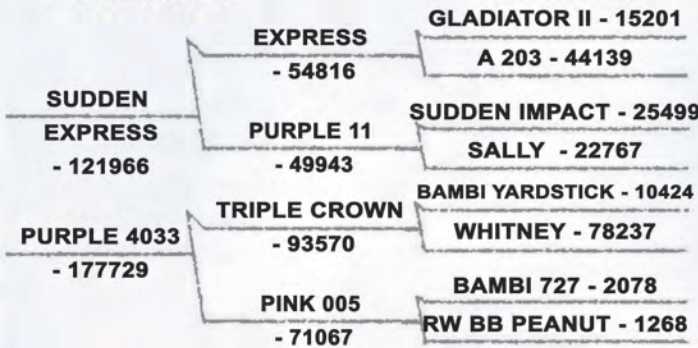 GLADIATOR II - 15201
EXPRESS
- 54816
A 203 - 44139
SUDDEN
EXPRESS
- 121966
SUDDEN IMPACT - 25499
PURPLE 11
- 49943
SALLY - 22767
BAMBI YARDSTICK - 10424
TRIPLE CROWN
- 93570
WHITNEY - 78237
PURPLE 4033
- 177729
BAMBI 727 - 2078
PINK 005
- 71067
RW BB PEANUT - 1268